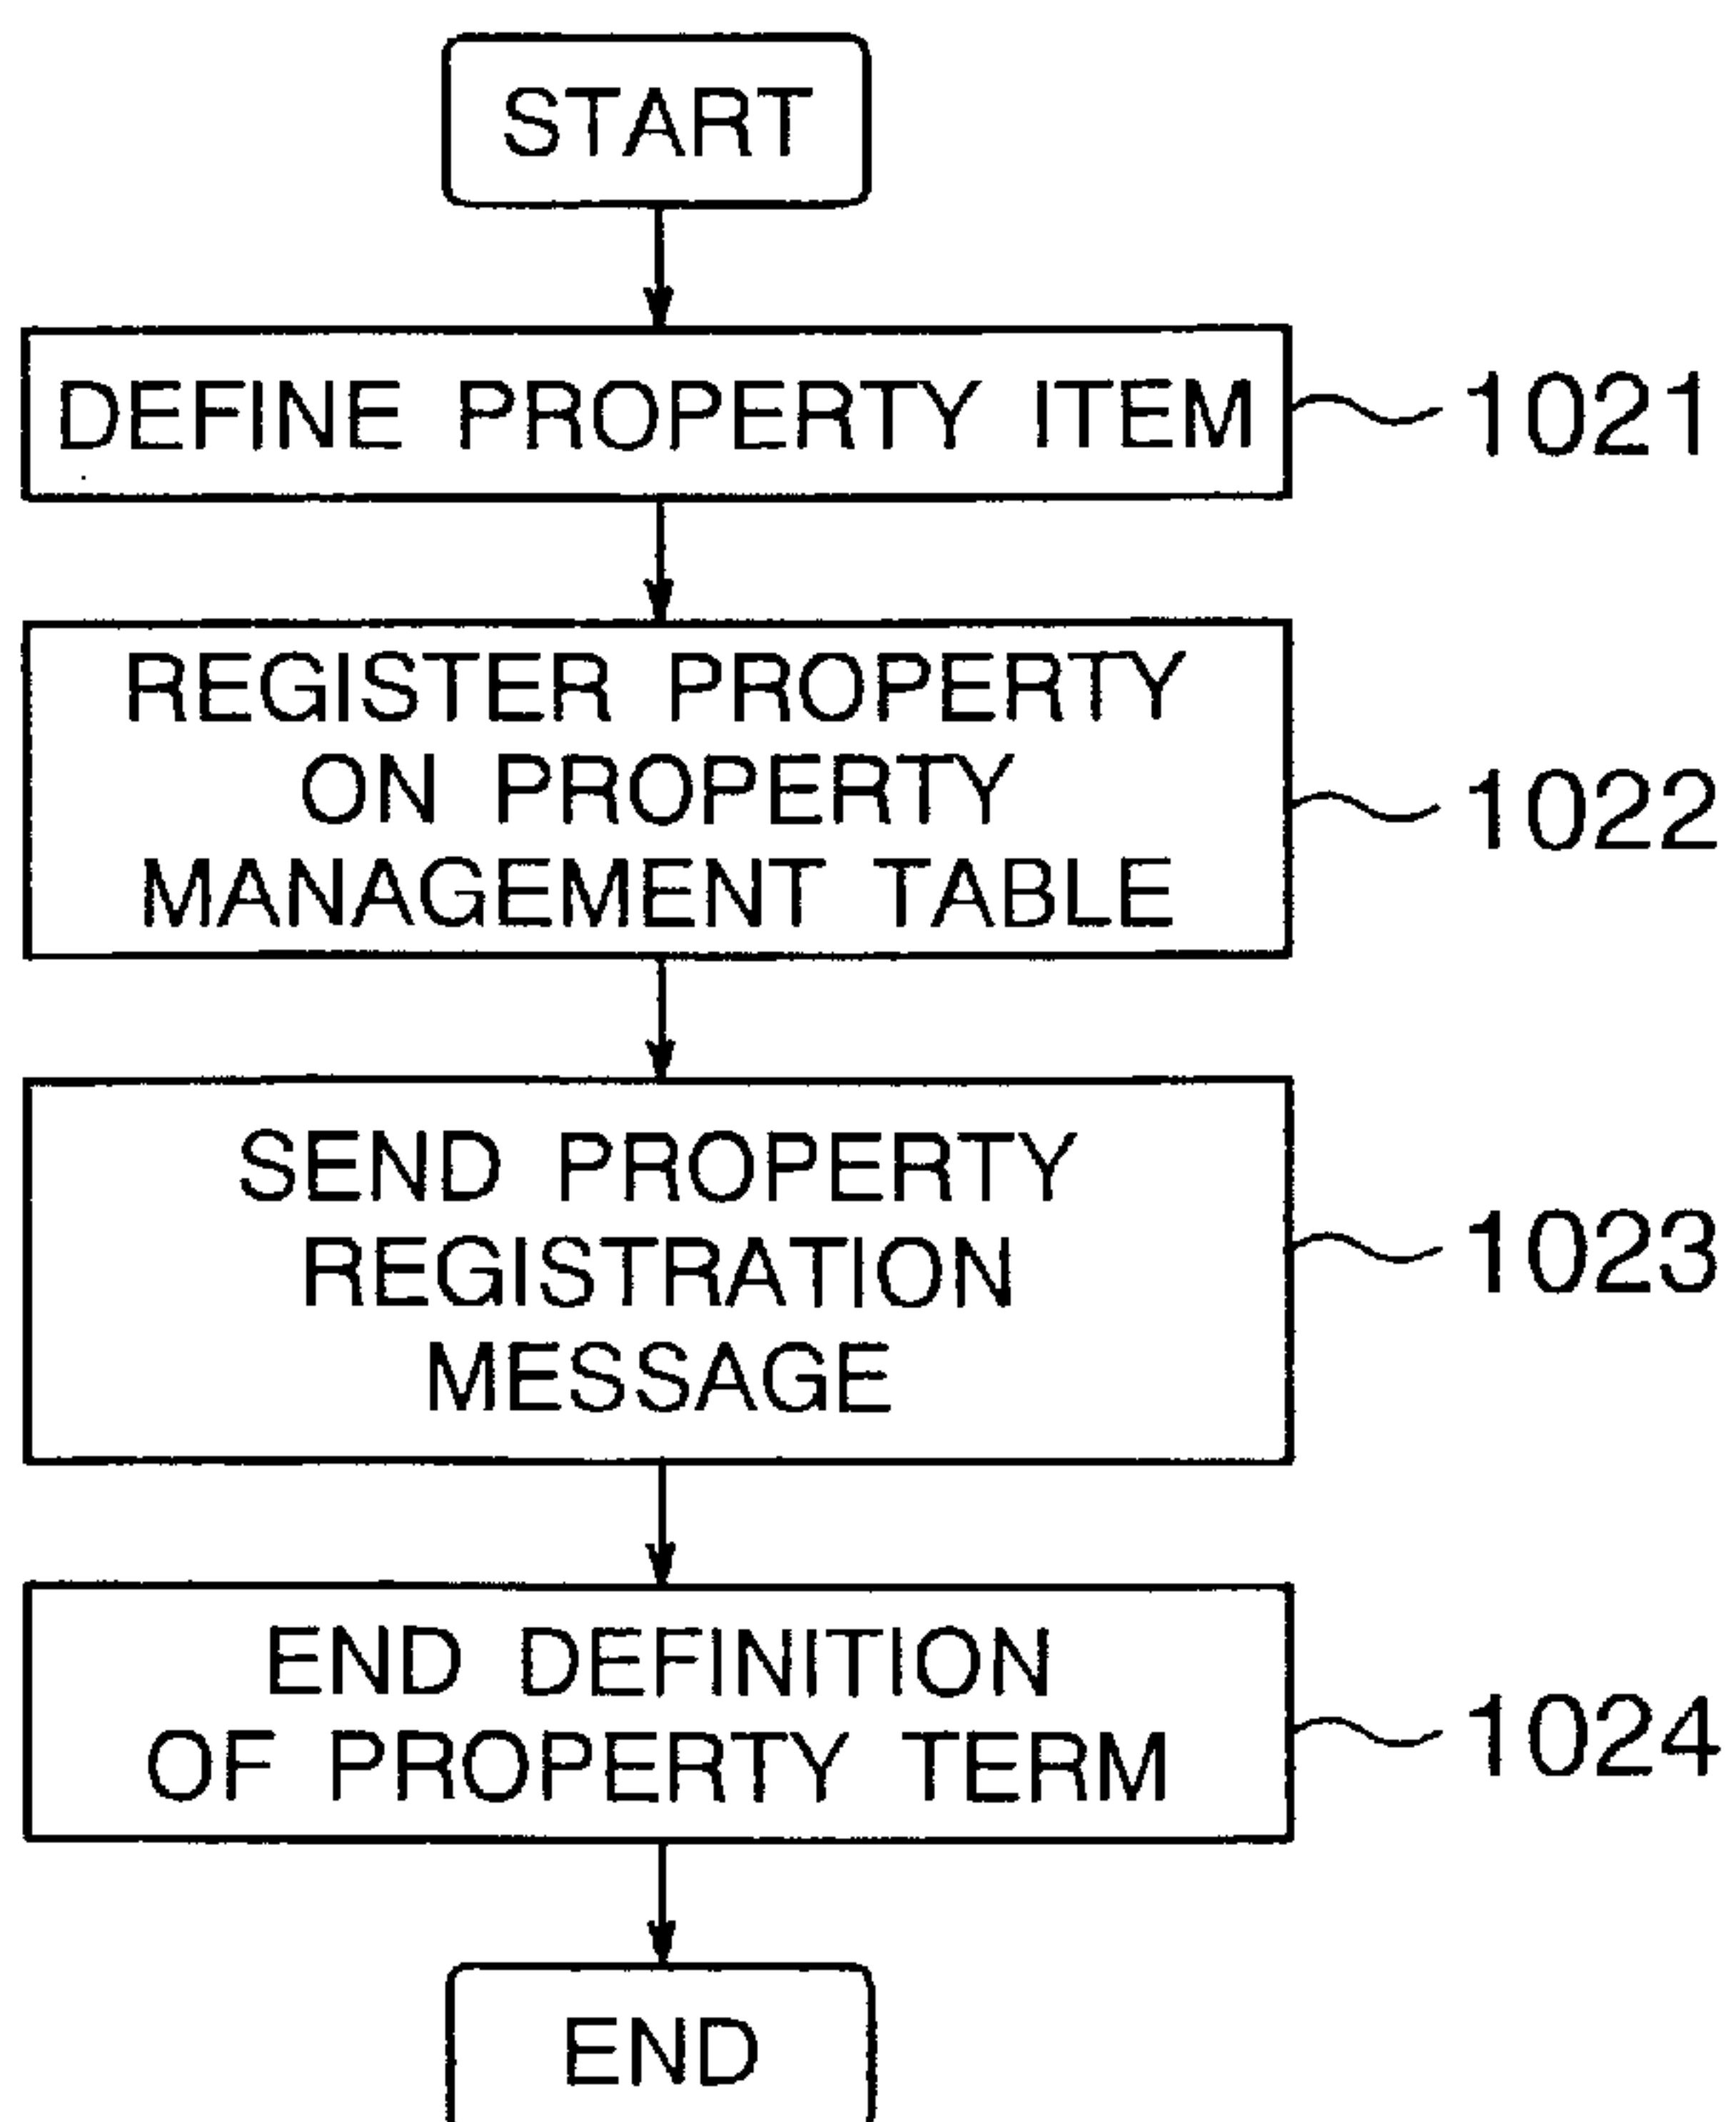 START
DEFINE PROPERTY ITEM
1021
REGISTER PROPERTY
ON PROPERTY
MANAGEMENT TABLE
1022
SEND PROPERTY
REGISTRATION
MESSAGE
1023
END DEFINITION
OF PROPERTY TERM
1024
END